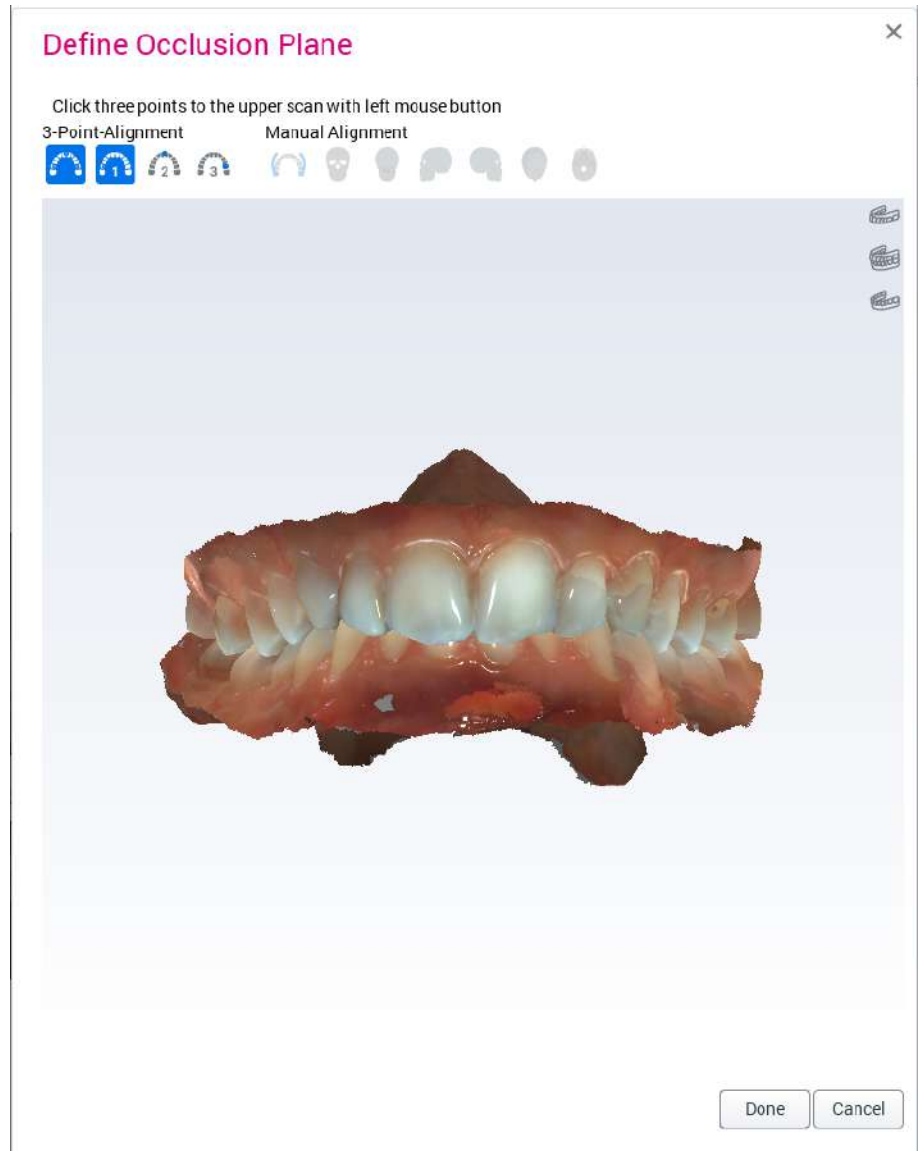 Define Occlusion Plane
Click three points to the upper scan with left mouse button
3-Point-Alignment Manual Alignment
1 2 3
Done Cancel